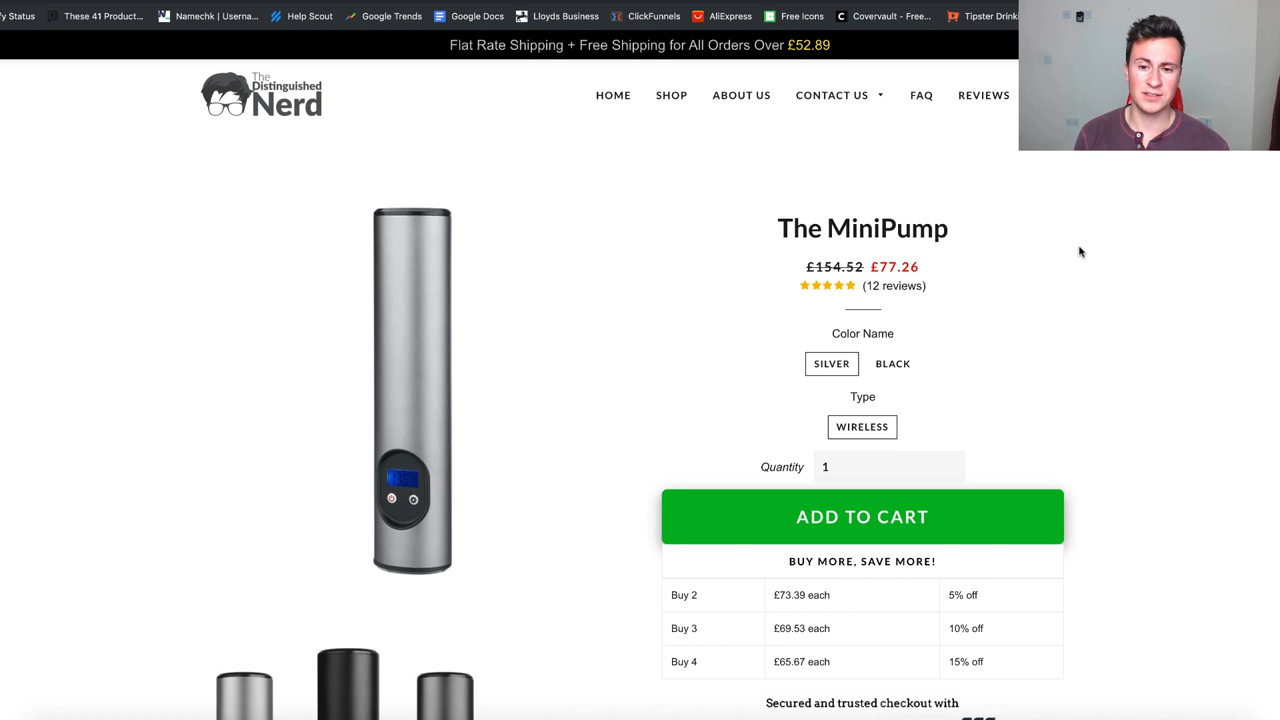 fy Status These 41 Product... Namechk | Userna... Help Scout Google Trends Google Docs Lloyds Business ClickFunnels AliExpress Free Icons Covervault - Free... Tipster Drink
Flat Rate Shipping + Free Shipping for All Orders Over £52.89
The
Distinguished
Nerd
HOME SHOP ABOUT US CONTACT US FAQ REVIEWS
The MiniPump
£154.52 £77.26
(12 reviews)
Color Name
SILVER BLACK
Type
WIRELESS
Quantity 1
ADD TO CART
BUY MORE, SAVE MORE!
Buy 2 £73.39 each 5% off
Buy 3 £69.53 each 10% off
Buy 4 £65.67 each 15% off
Secured and trusted checkout with